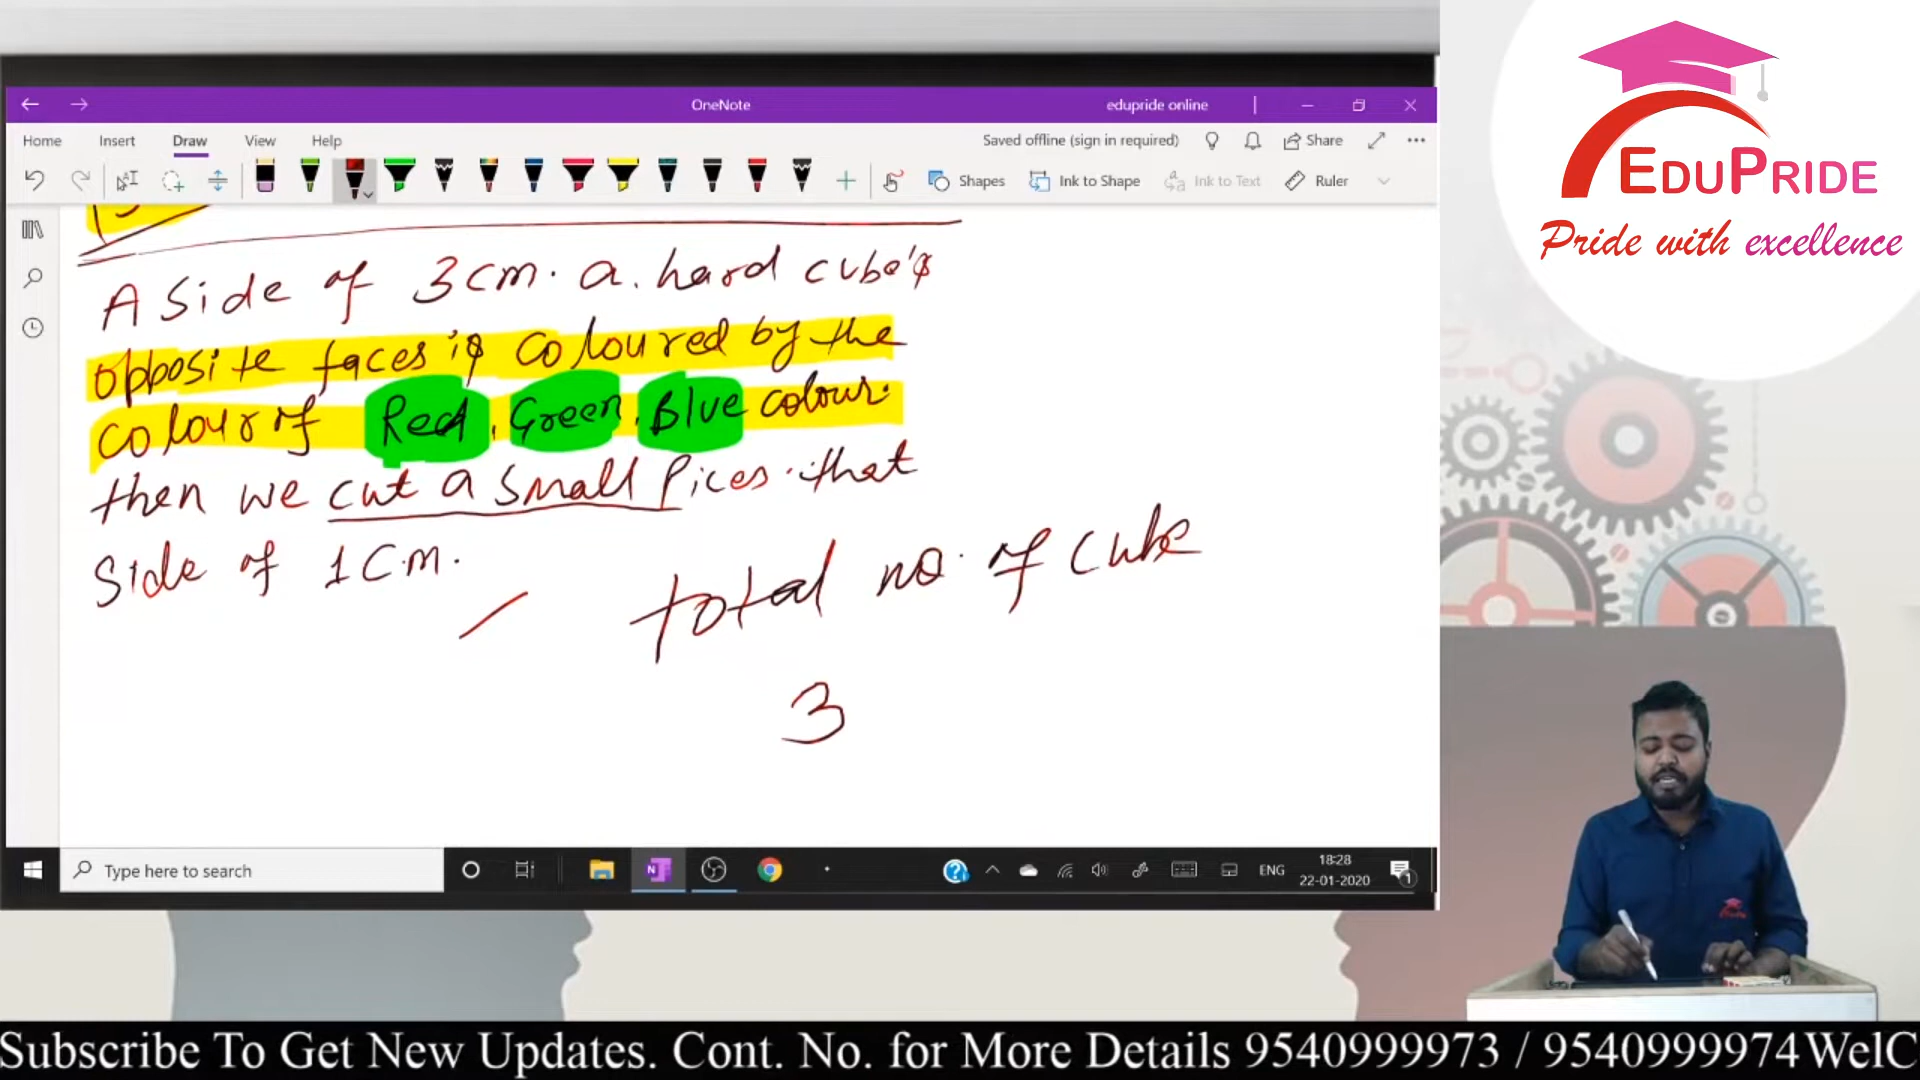 OneNote
edupride online
Home Insert Draw View Help
Saved offline (sign in required)
Share
Shapes
Ink to Shape
Ink to Text
Ruler
EDUPRIDE
Pride with excellence
A side of 3cm. a. hard cube's
opposite faces is coloured by the
colour of Red, Green, Blue colour.
then we cut a small Pices that
Side of 1 C.m.
total no. of cube
3
Type here to search
ENG
18:28
22-01-2020
1
Subscribe To Get New Updates. Cont. No. for More Details 9540999973 / 9540999974 WelC